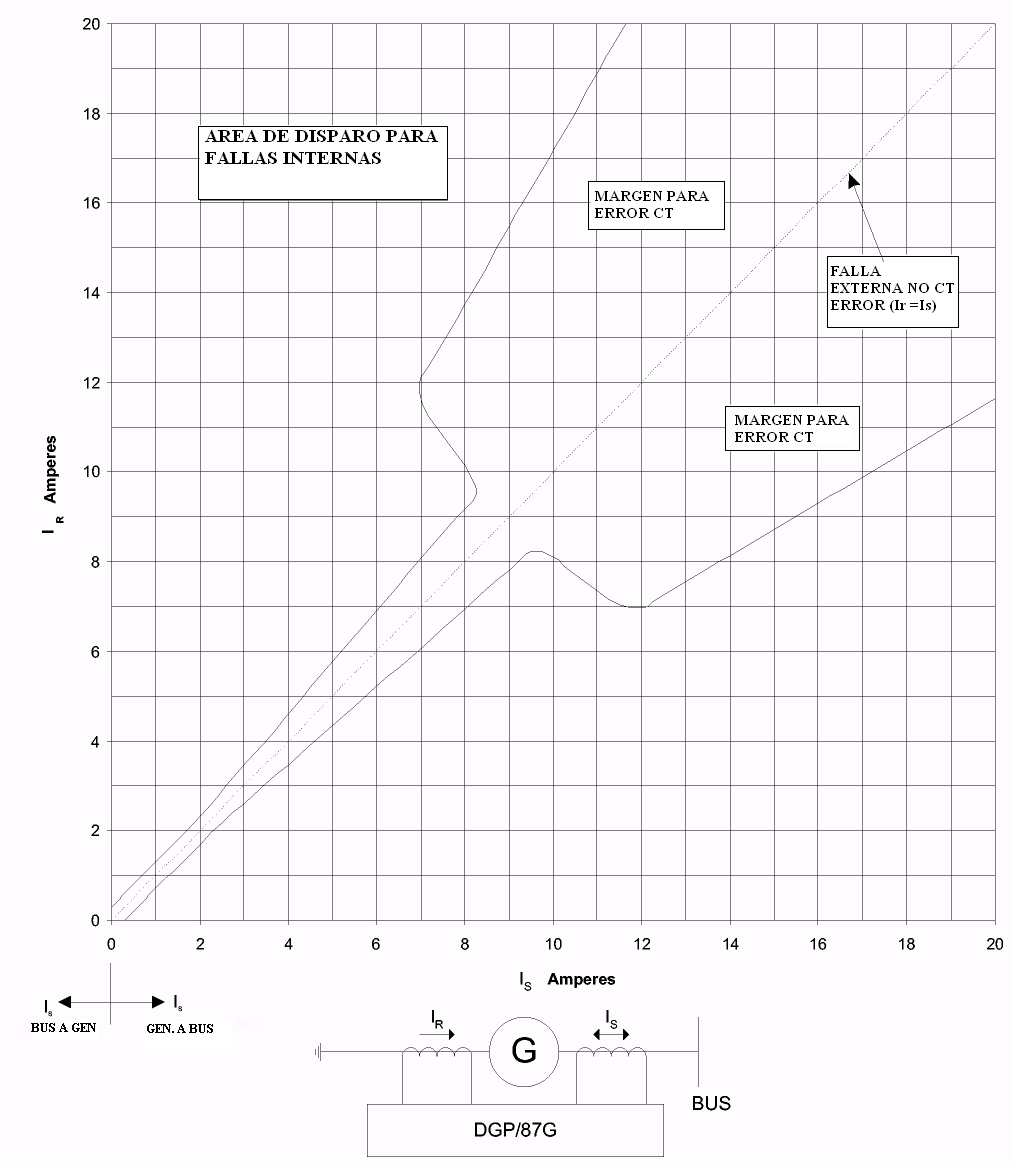 20
18
16
14
12
10
8
6
4
2
0
AREA DE DISPARO PARA
FALLAS INTERNAS
MARGEN PARA
ERROR CT
FALLA
EXTERNA NO CT
ERROR (Ir =Is)
MARGEN PARA
ERROR CT
I R Amperes
0 2 4 6 8 10 12 14 16 18 20
IS Amperes
Is Is
BUS A GEN GEN. A BUS
IR IS
G
BUS
DGP/87G